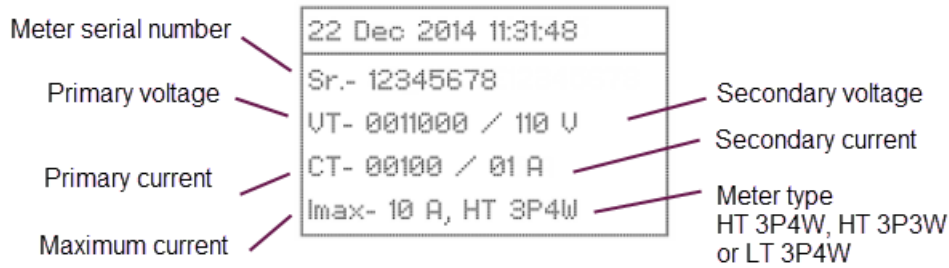 Meter serial number
Primary voltage
Primary current
Maximum current
22 Dec 2014 11:31:48
Sr.- 12345678
VT- 0011000 / 110 V
CT- 00100 / 01 A
Imax- 10 A, HT 3P4W
Secondary voltage
Secondary current
Meter type
HT 3P4W, HT 3P3W
or LT 3P4W